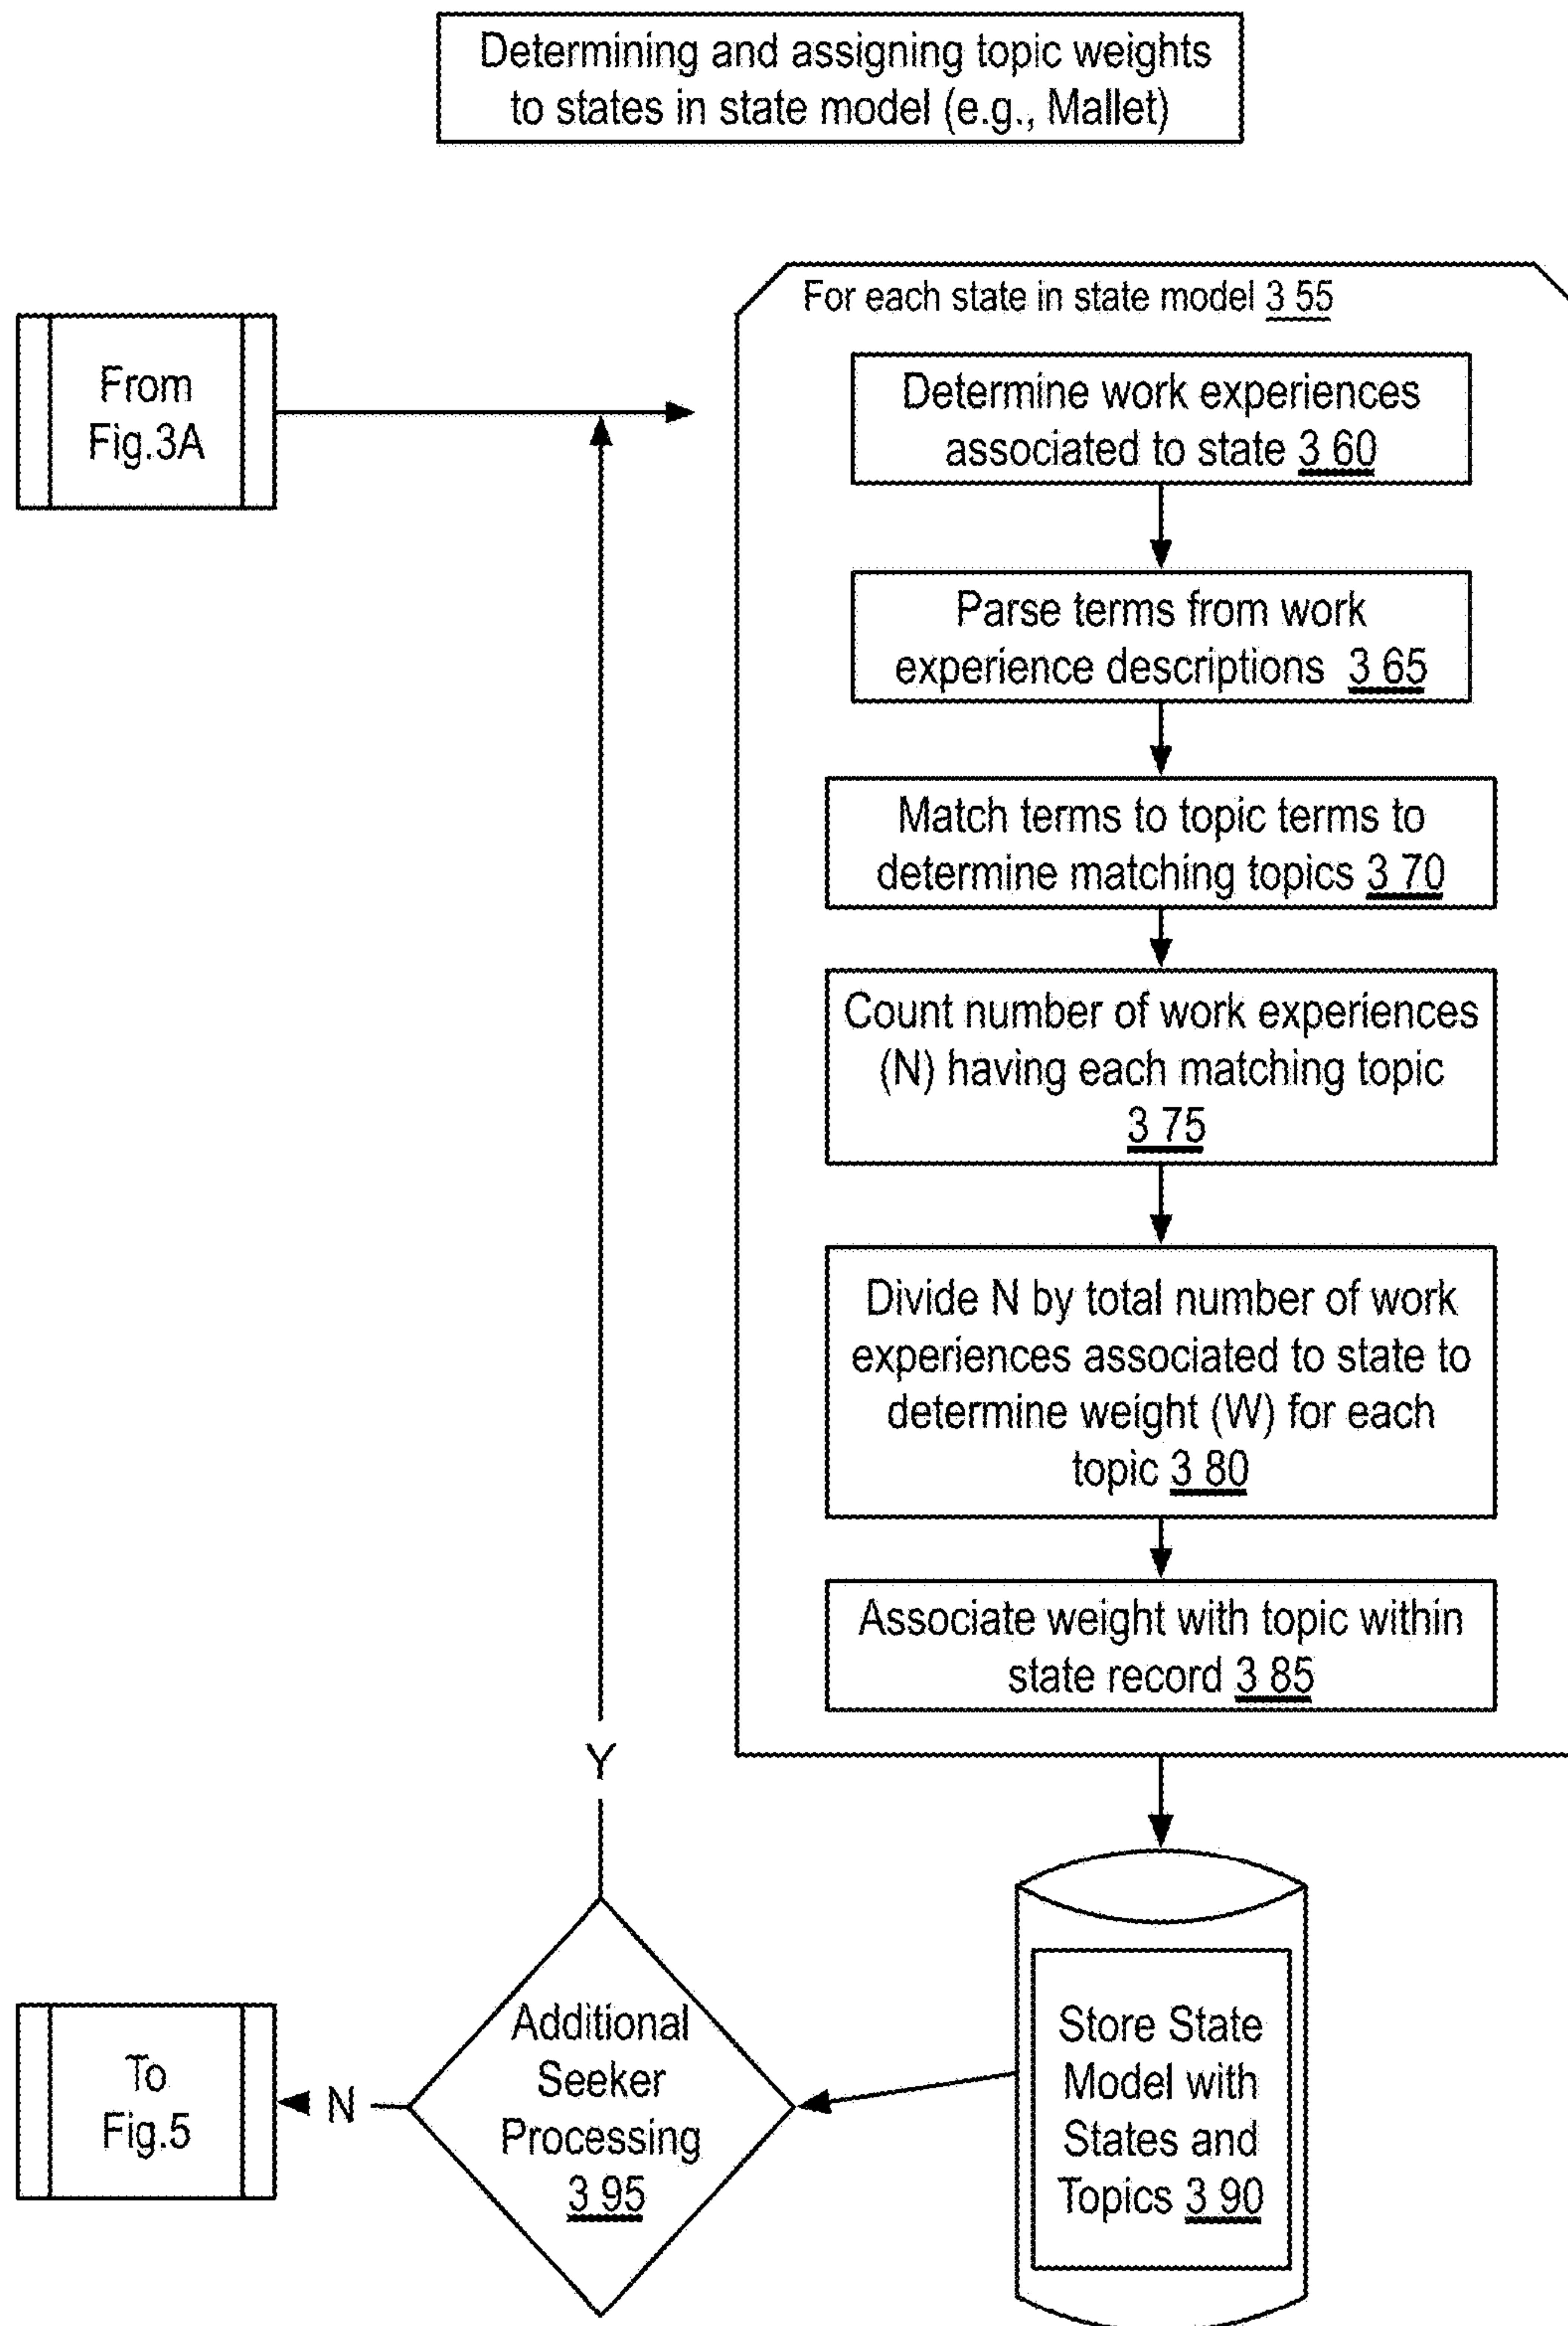 Determining and assigning topic weights
to states in state model (e.g., Mallet)
From
Fig.3A
For each state in state model 3 55
Determine work experiences
associated to state 3 60
Parse terms from work
experience descriptions 3 65
Match terms to topic terms to
determine matching topics 3 70
Count number of work experiences
(N) having each matching topic
3 75
Divide N by total number of work
experiences associated to state to
determine weight (W) for each
topic 3 80
Associate weight with topic within
state record 3 85
Y
Store State
Model with
States and
Topics 3 90
Additional
Seeker
Processing
3 95
N
To
Fig.5